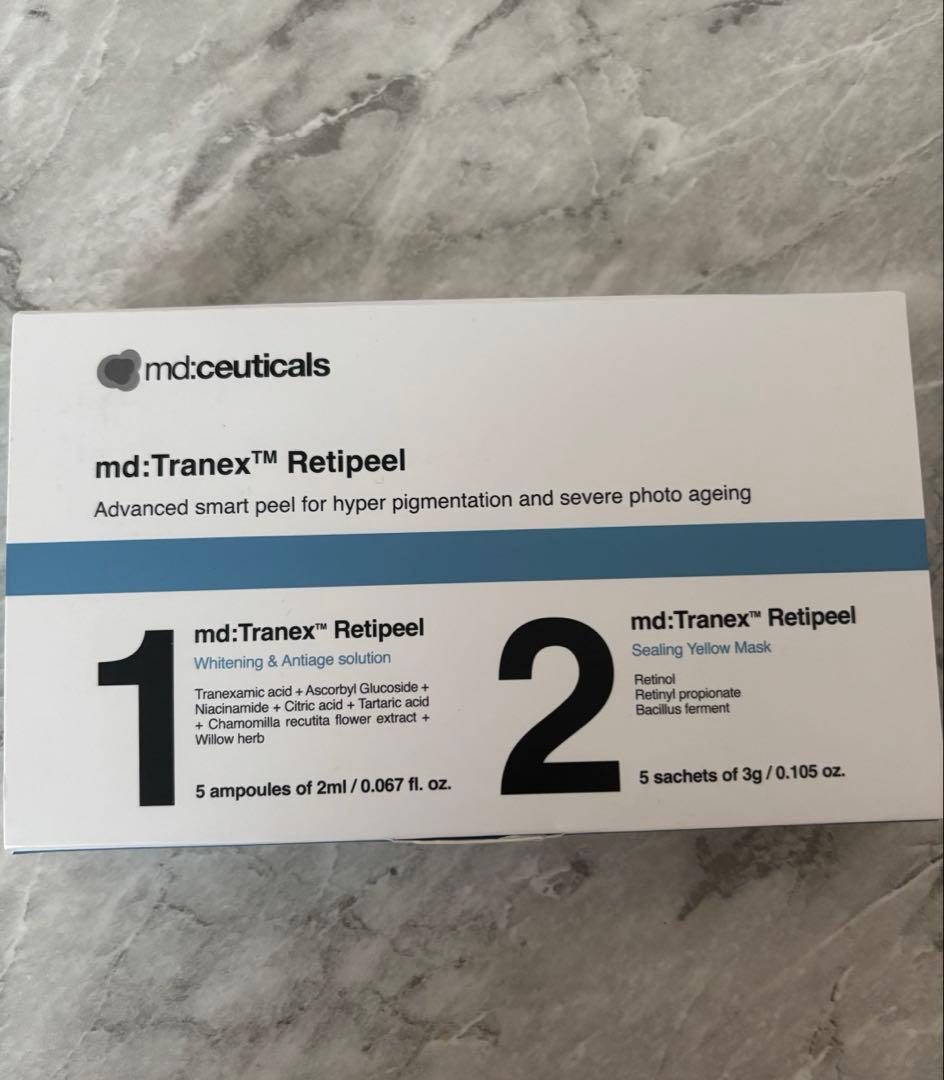 md:ceuticals
md:Tranex™ Retipeel
Advanced smart peel for hyper pigmentation and severe photo ageing
1
md:Tranex™ Retipeel
Whitening & Antiage solution
Tranexamic acid + Ascorbyl Glucoside +
Niacinamide + Citric acid + Tartaric acid
+ Chamomilla recutita flower extract +
Willow herb
5 ampoules of 2ml / 0.067 fl. oz.
2
md:Tranex™ Retipeel
Sealing Yellow Mask
Retinol
Retinyl propionate
Bacillus ferment
5 sachets of 3g / 0.105 oz.